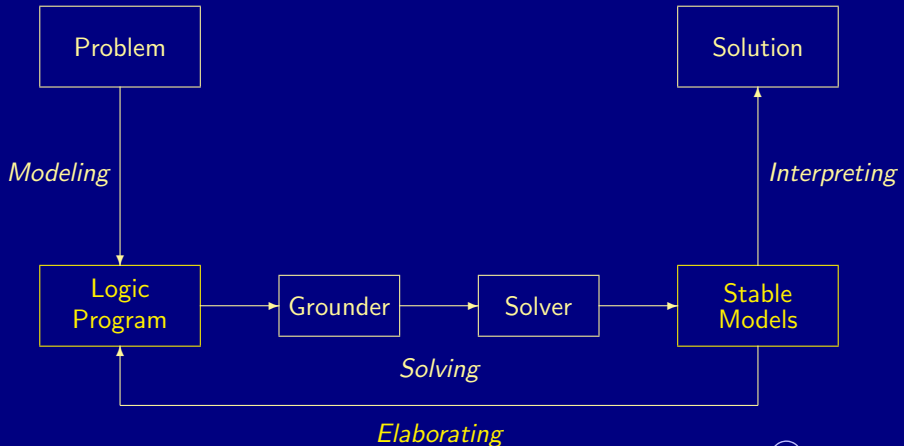 Problem
Solution
Modeling
Interpreting
Logic
Program
Grounder
Solver
Stable
Models
Solving
Elaborating